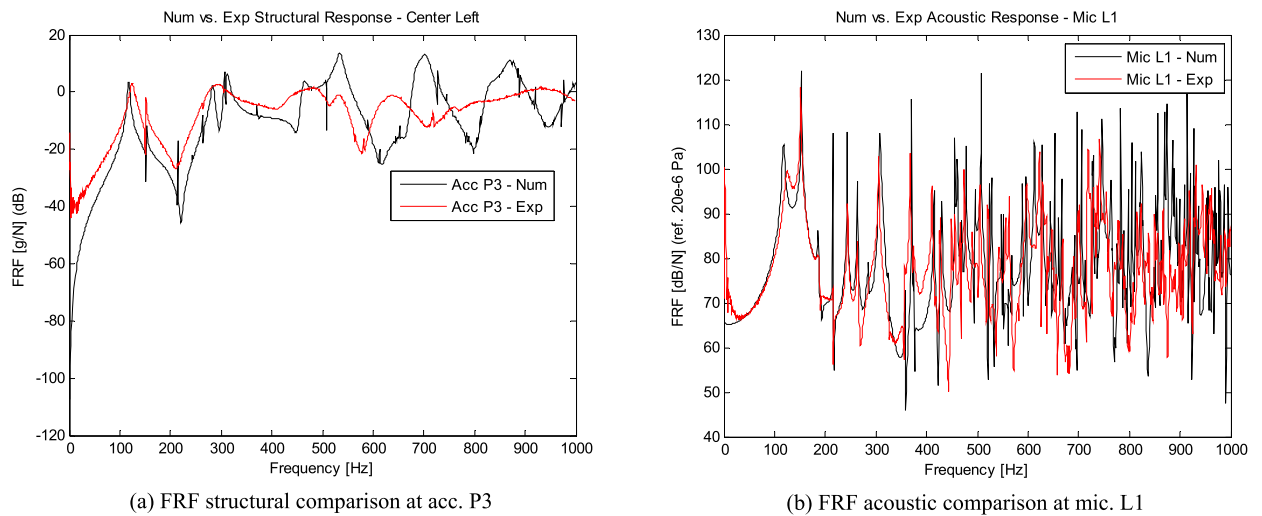 Num vs. Exp Structural Response - Center Left
20
0
-20
-40
-60
-80
-100
-120
FRF [g/N] (dB)
0 100 200 300 400 500 600 700 800 900 1000
Frequency [Hz]
Acc P3 - Num
Acc P3 - Exp
(a) FRF structural comparison at acc. P3
Num vs. Exp Acoustic Response - Mic L1
130
120
110
100
90
80
70
60
50
40
FRF [dB/N] (ref. 20e-6 Pa)
0 100 200 300 400 500 600 700 800 900 1000
Frequency [Hz]
Mic L1 - Num
Mic L1 - Exp
(b) FRF acoustic comparison at mic. L1